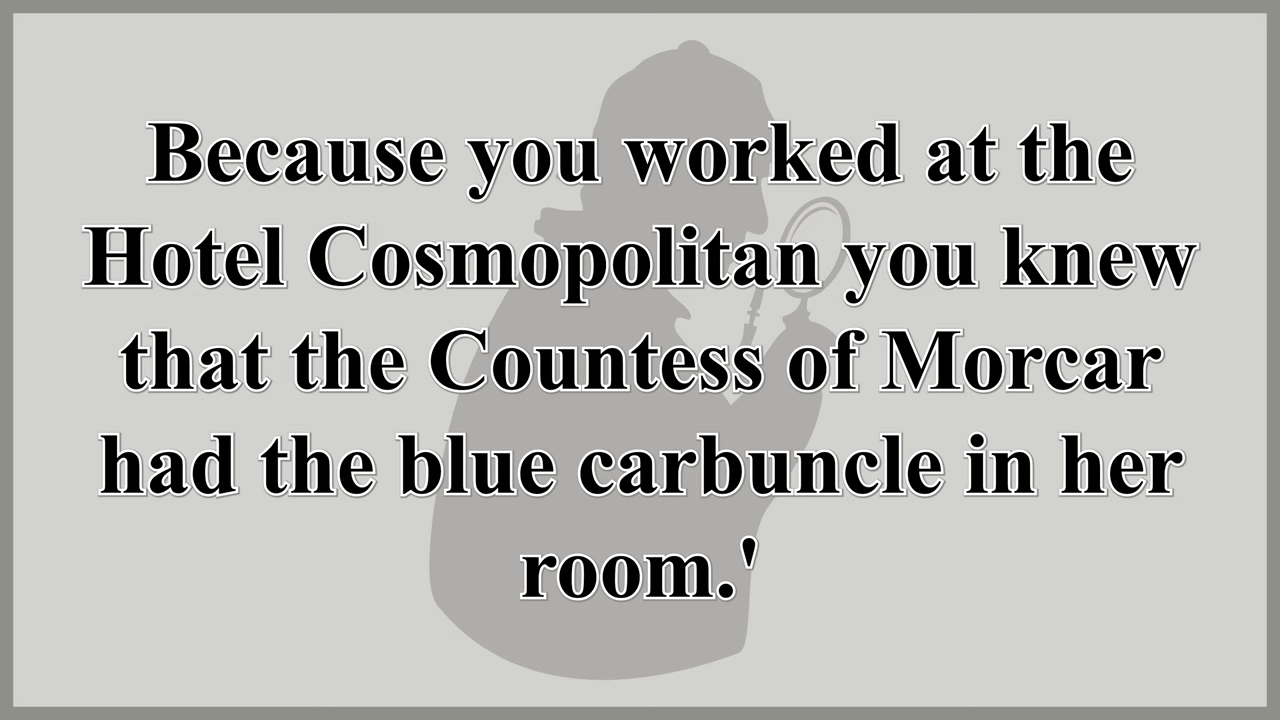 Because you worked at the
Hotel Cosmopolitan you knew
that the Countess of Morcar
had the blue carbuncle in her
room.'